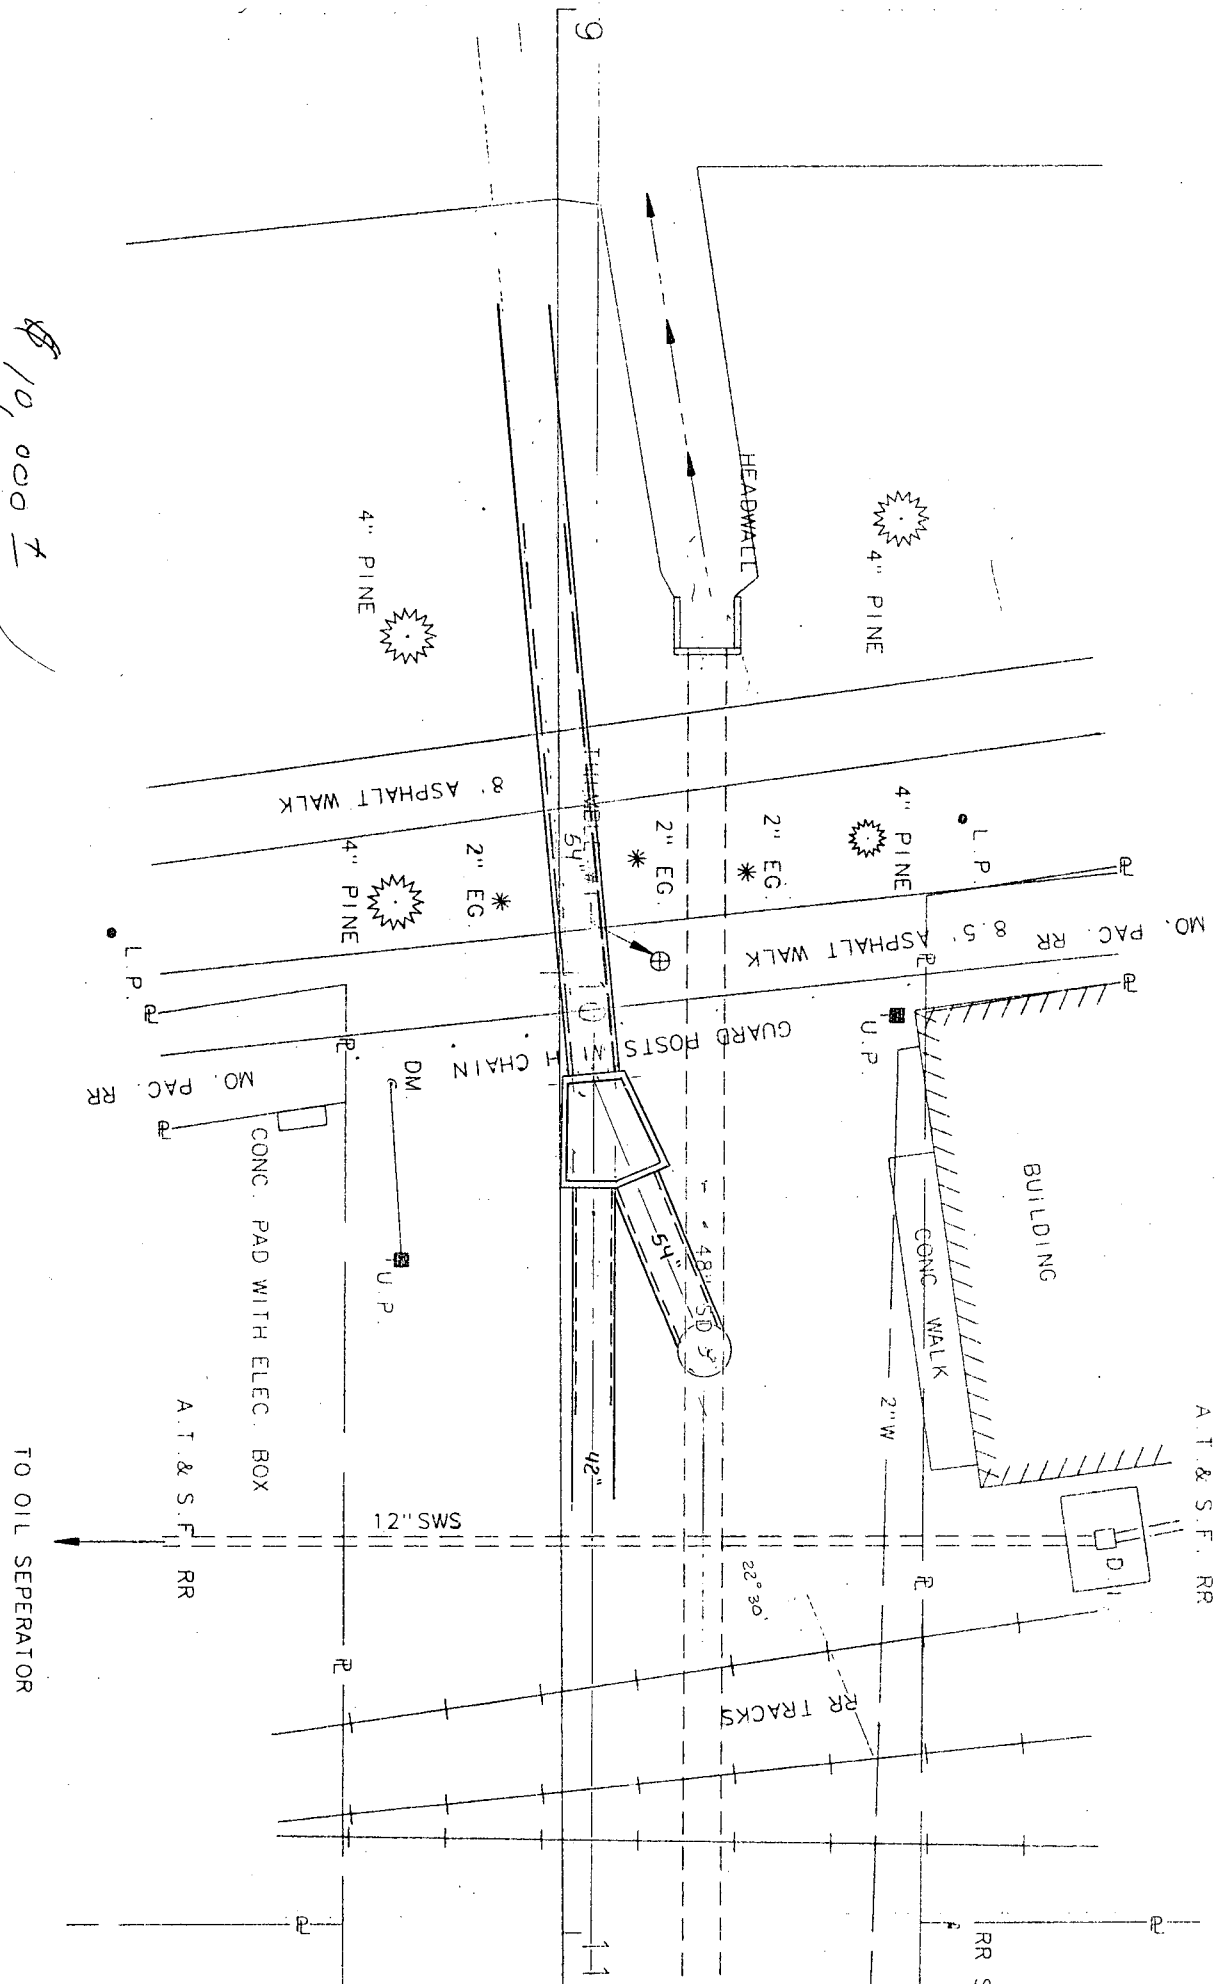 9
$10,000 ±
HEADWALL
4" PINE
4" PINE
8' ASPHALT WALK
54"
2" EG.
2" EG.
2" EG.
4" PINE
4" PINE
L.P.
L.P.
MO. PAC. RR
8.5' ASPHALT WALK
GUARD POSTS
CHAIN
U.P.
MO. PAC. RR
DM.
U.P.
CONC. PAD WITH ELEC. BOX
BUILDING
CONC WALK
54"
48" SD
42"
2"W
12"SWS
A.T.& S.F. RR
A.T.& S.F. RR
TO OIL SEPERATOR
22°30'
RR TRACKS
D.I.
11
RR